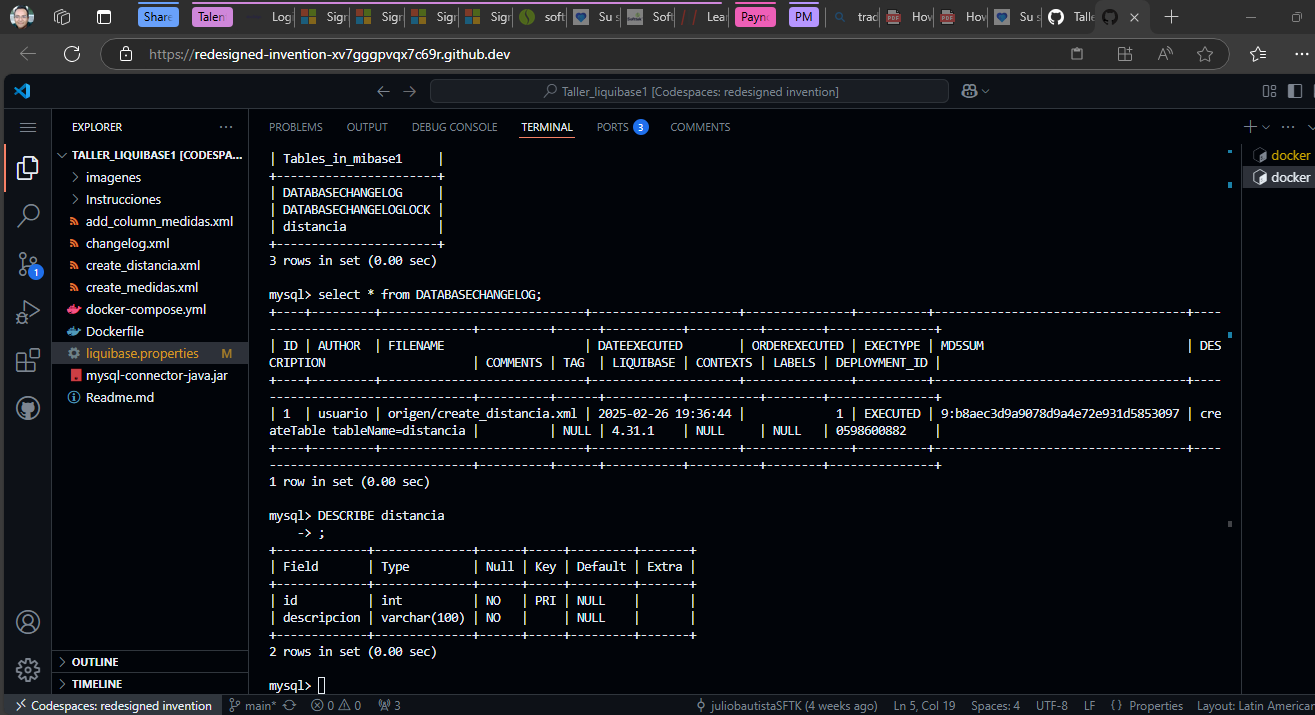 Share
Talen
Log
Sign
Sign
Sign
Sign
soft
Su s
Soft
Lea
Payno
PM
trad
How
How
Su s
Talle
https://redesigned-invention-xv7gggpvqx7c69r.github.dev
Taller_liquibase1 [Codespaces: redesigned invention]
EXPLORER
PROBLEMS OUTPUT DEBUG CONSOLE TERMINAL PORTS 3 COMMENTS
TALLER_LIQUIBASE1 [CODESPA...
imagenes
Instrucciones
add_column_medidas.xml
changelog.xml
create_distancia.xml
create_medidas.xml
docker-compose.yml
Dockerfile
liquibase.properties M
mysql-connector-java.jar
Readme.md
OUTLINE
TIMELINE
1
docker
docker
| Tables_in_mibase1     |
+-----------------------+
| DATABASECHANGELOG     |
| DATABASECHANGELOGLOCK |
| distancia             |
+-----------------------+
3 rows in set (0.00 sec)
mysql> select * from DATABASECHANGELOG;
+----+---------+-----------------------------+---------------------+---------------+----------+------------------------------------+----
-------------------------+----------+------+-----------+----------+--------+---------------+
| ID | AUTHOR  | FILENAME                    | DATEEXECUTED        | ORDEREXECUTED | EXECTYPE | MD5SUM                             | DES
CRIPTION                 | COMMENTS | TAG  | LIQUIBASE | CONTEXTS | LABELS | DEPLOYMENT_ID |
+----+---------+-----------------------------+---------------------+---------------+----------+------------------------------------+----
-------------------------+----------+------+-----------+----------+--------+---------------+
| 1  | usuario | origen/create_distancia.xml | 2025-02-26 19:36:44 |             1 | EXECUTED | 9:b8aec3d9a9078d9a4e72e931d5853097 | cre
ateTable tableName=distancia |          | NULL | 4.31.1    | NULL     | NULL   | 0598600882    |
+----+---------+-----------------------------+---------------------+---------------+----------+------------------------------------+----
-------------------------+----------+------+-----------+----------+--------+---------------+
1 row in set (0.00 sec)
mysql> DESCRIBE distancia
    -> ;
+-------------+--------------+------+-----+---------+-------+
| Field       | Type         | Null | Key | Default | Extra |
+-------------+--------------+------+-----+---------+-------+
| id          | int          | NO   | PRI | NULL    |       |
| descripcion | varchar(100) | NO   |     | NULL    |       |
+-------------+--------------+------+-----+---------+-------+
2 rows in set (0.00 sec)
mysql>
Codespaces: redesigned invention main* 0 0 3 juliobautistaSFTK (4 weeks ago) Ln 5, Col 19 Spaces: 4 UTF-8 LF {} Properties Layout: Latin American